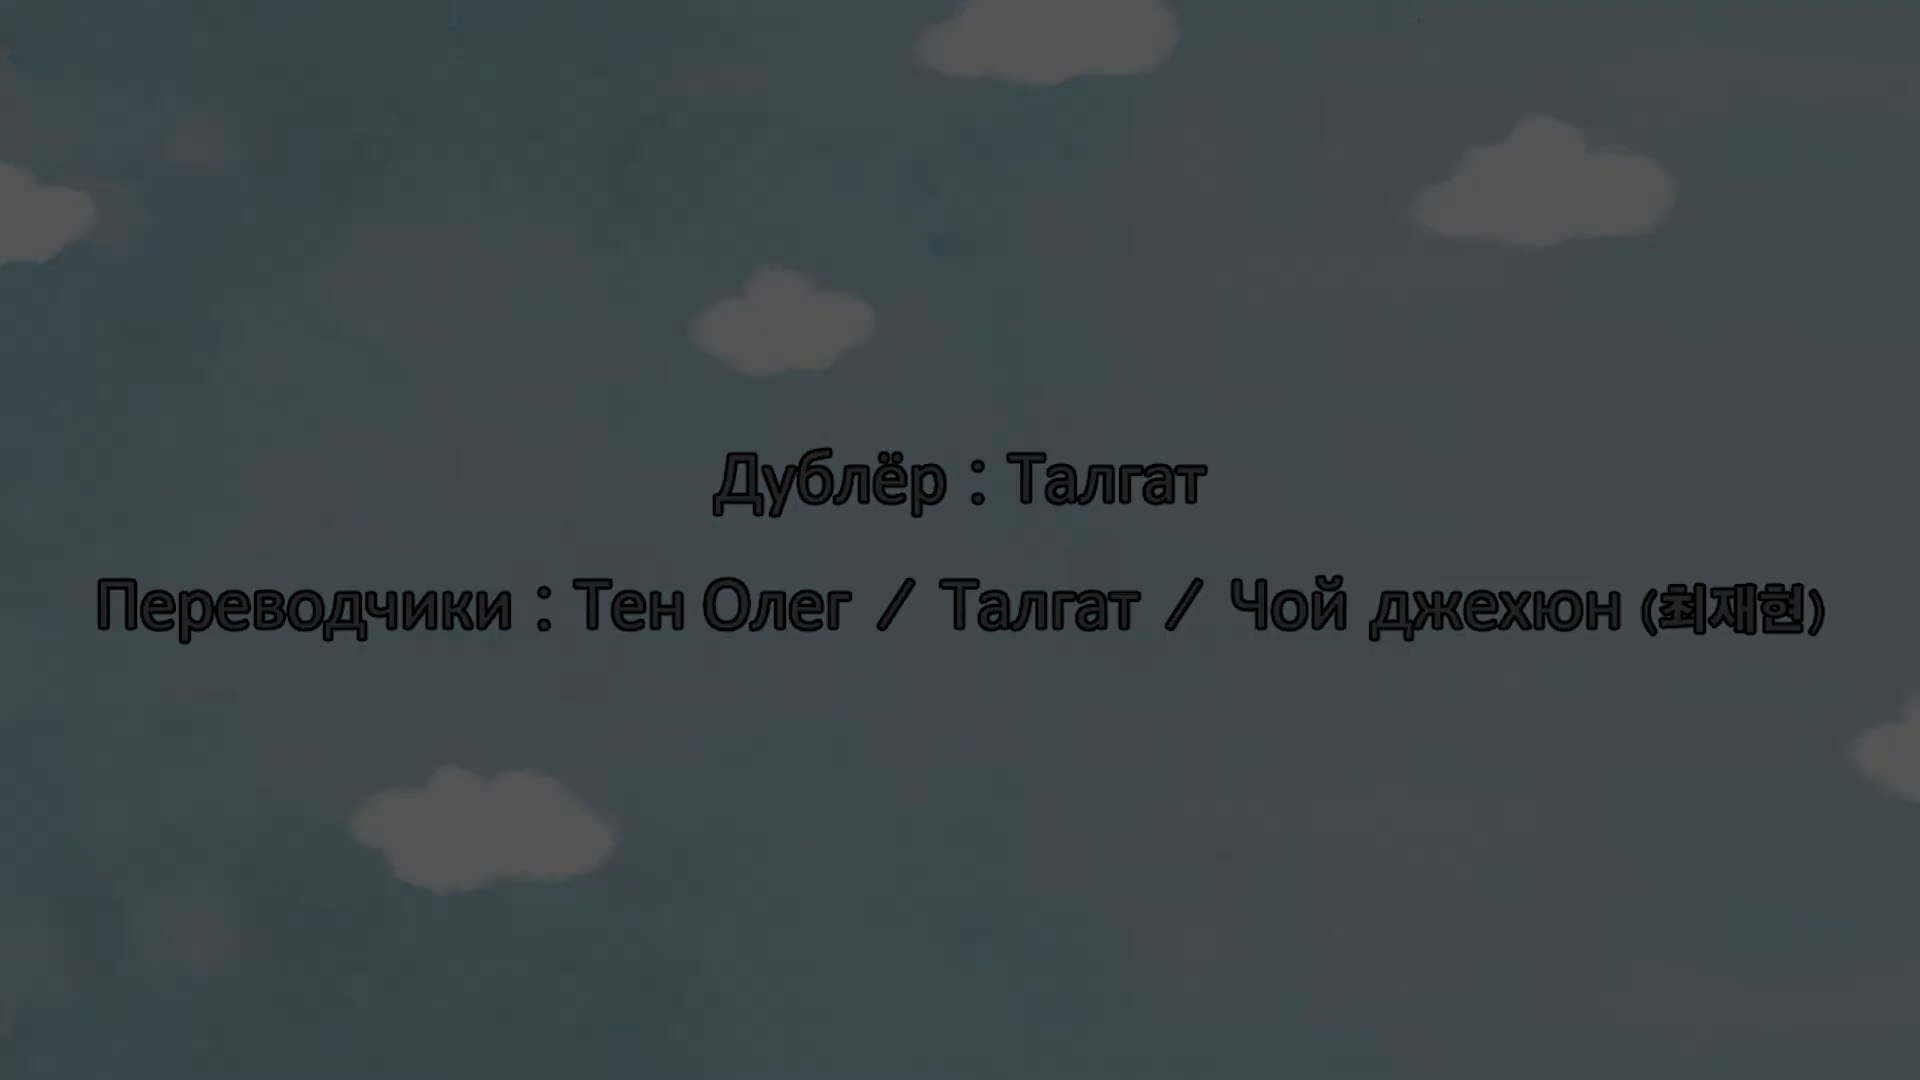 Дублёр : Талгат
Переводчики : Тен Олег / Талгат / Чой джехюн (최재현)